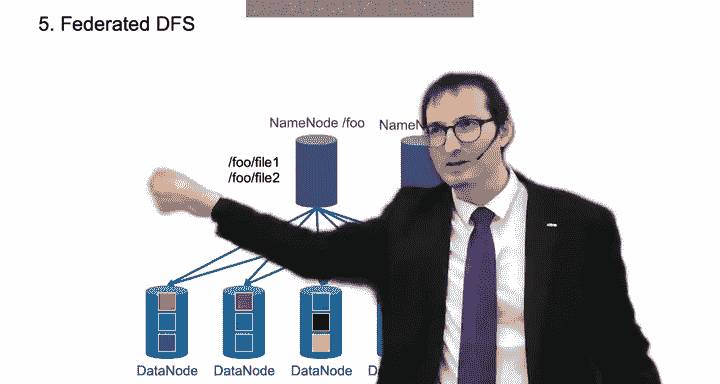 5. Federated DFS
NameNode /foo
/foo/file1
/foo/file2
DataNode DataNode DataNode